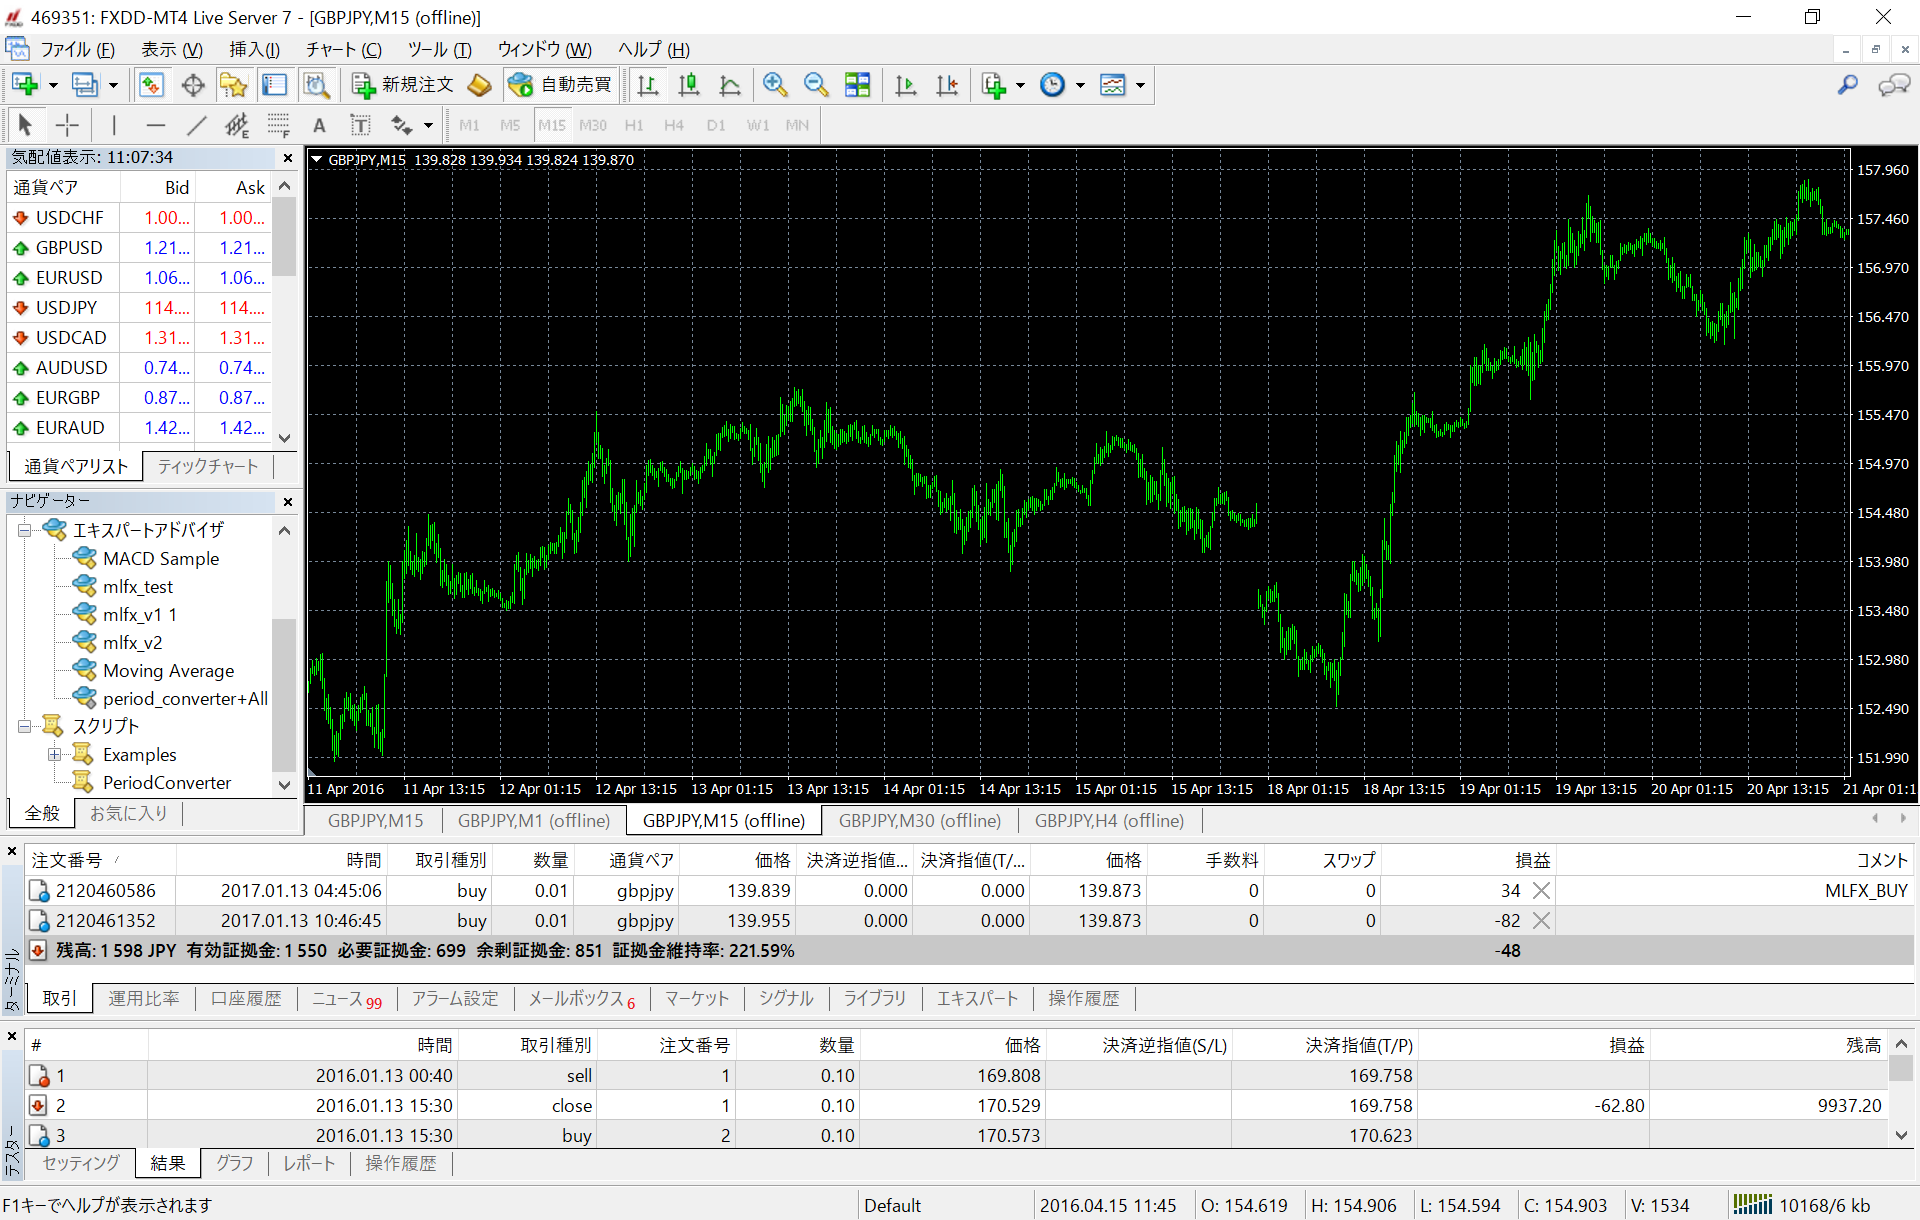 469351: FXDD-MT4 Live Server 7 - [GBPJPY,M15 (offline)]
ファイル (F) 表示 (V) 挿入(I) チャート (C) ツール (T) ウィンドウ (W) ヘルプ (H)
新規注文 自動売買
A T M1 M5 M15 M30 H1 H4 D1 W1 MN
気配値表示: 11:07:34
通貨ペア Bid Ask
USDCHF 1.00... 1.00...
GBPUSD 1.21... 1.21...
EURUSD 1.06... 1.06...
USDJPY 114.... 114....
USDCAD 1.31... 1.31...
AUDUSD 0.74... 0.74...
EURGBP 0.87... 0.87...
EURAUD 1.42... 1.42...
通貨ペアリスト ティックチャート
ナビゲーター
エキスパートアドバイザ
MACD Sample
mlfx_test
mlfx_v1 1
mlfx_v2
Moving Average
period_converter+All
スクリプト
Examples
PeriodConverter
全般 お気に入り
GBPJPY,M15 139.828 139.934 139.824 139.870
157.960
157.460
156.970
156.470
155.970
155.470
154.970
154.480
153.980
153.480
152.980
152.490
151.990
11 Apr 2016 11 Apr 13:15 12 Apr 01:15 12 Apr 13:15 13 Apr 01:15 13 Apr 13:15 14 Apr 01:15 14 Apr 13:15 15 Apr 01:15 15 Apr 13:15 18 Apr 01:15 18 Apr 13:15 19 Apr 01:15 19 Apr 13:15 20 Apr 01:15 20 Apr 13:15 21 Apr 01:1
GBPJPY,M15 GBPJPY,M1 (offline) GBPJPY,M15 (offline) GBPJPY,M30 (offline) GBPJPY,H4 (offline)
注文番号 / 時間 取引種別 数量 通貨ペア 価格 決済逆指値... 決済指値(T/... 価格 手数料 スワップ 損益 コメント
2120460586 2017.01.13 04:45:06 buy 0.01 gbpjpy 139.839 0.000 0.000 139.873 0 0 34 MLFX_BUY
2120461352 2017.01.13 10:46:45 buy 0.01 gbpjpy 139.955 0.000 0.000 139.873 0 0 -82
残高: 1 598 JPY 有効証拠金: 1 550 必要証拠金: 699 余剰証拠金: 851 証拠金維持率: 221.59% -48
ターミナル
取引 運用比率 口座履歴 ニュース 99 アラーム設定 メールボックス 6 マーケット シグナル ライブラリ エキスパート 操作履歴
# 時間 取引種別 注文番号 数量 価格 決済逆指値(S/L) 決済指値(T/P) 損益 残高
1 2016.01.13 00:40 sell 1 0.10 169.808 169.758
2 2016.01.13 15:30 close 1 0.10 170.529 169.758 -62.80 9937.20
3 2016.01.13 15:30 buy 2 0.10 170.573 170.623
テスター
セッティング 結果 グラフ レポート 操作履歴
F1キーでヘルプが表示されます Default 2016.04.15 11:45 O: 154.619 H: 154.906 L: 154.594 C: 154.903 V: 1534 10168/6 kb